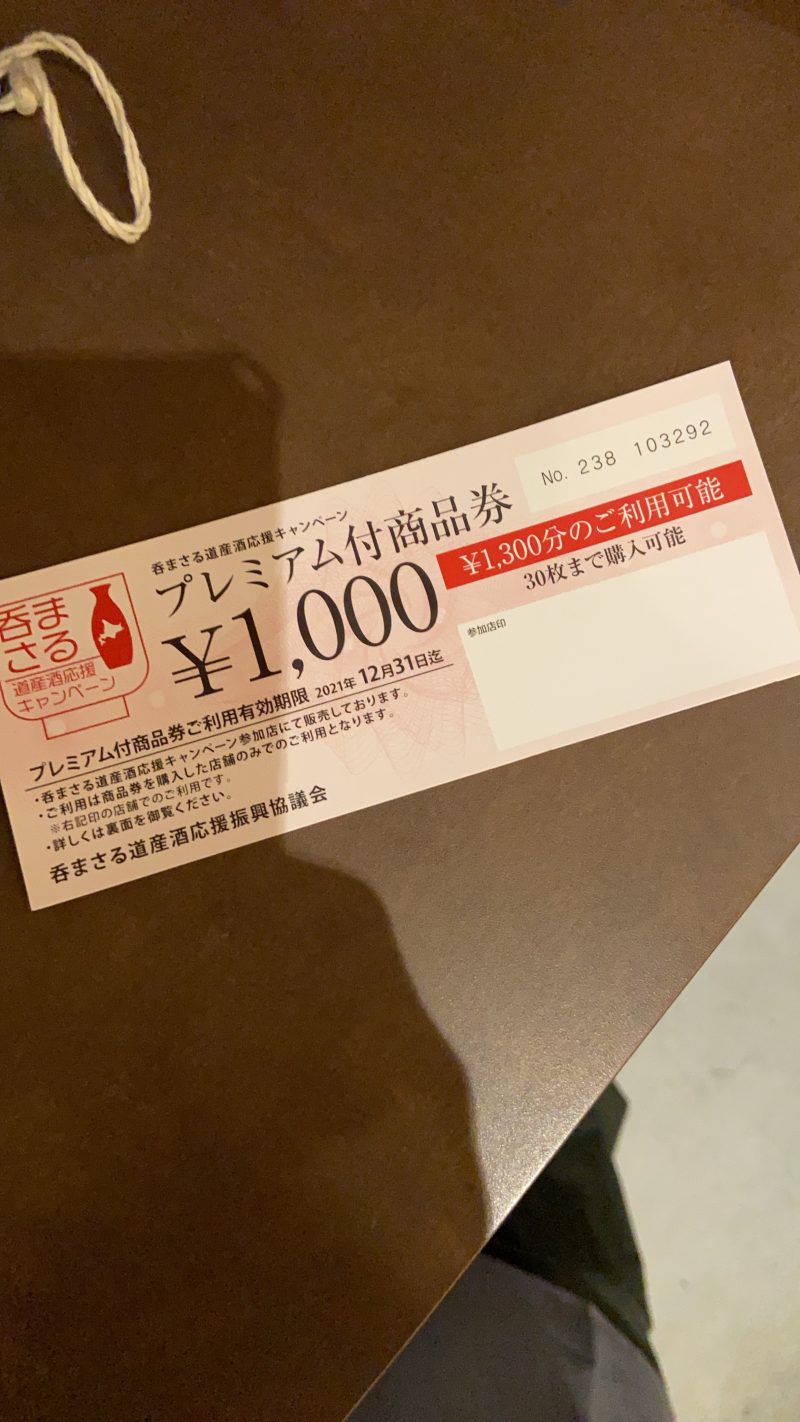 No. 238 103292
呑まさる道産酒応援キャンペーン
プレミアム付商品券
¥1,000
¥1,300分のご利用可能
30枚まで購入可能
参加店印
呑ま
さる
道産酒応援
キャンペーン
プレミアム付商品券ご利用有効期限 2021年 12月31日迄
・呑まさる道産酒応援キャンペーン参加店にて販売しております。
・ご利用は商品券を購入した店舗のみでのご利用となります。
※右記印の店舗でのご利用です。
・詳しくは裏面を御覧ください。
呑まさる道産酒応援振興協議会